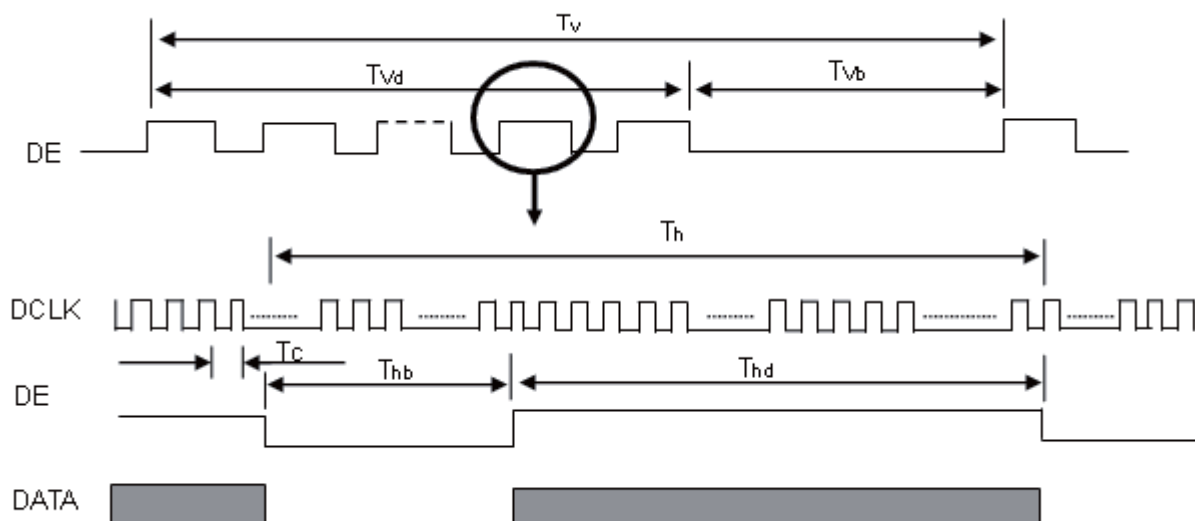 Tv
Tvd
Tvb
DE
Th
DCLK
Tc
Thb
Thd
DE
DATA